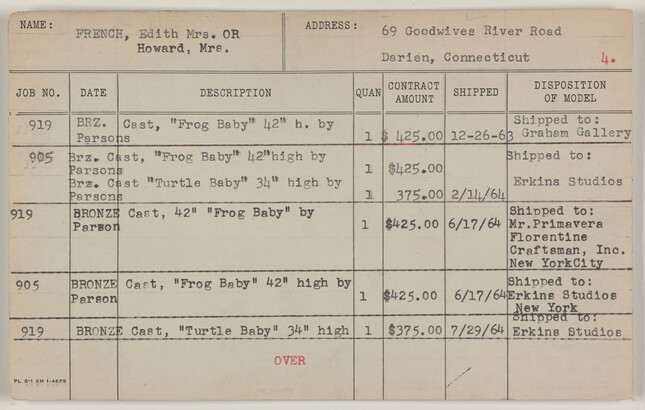 NAME: FRENCH, Edith Mrs. OR
Howard, Mrs.
ADDRESS: 69 Goodwives River Road
Darien, Connecticut 4.
JOB NO. DATE DESCRIPTION QUAN CONTRACT AMOUNT SHIPPED DISPOSITION OF MODEL
919 BRZ. Cast, "Frog Baby" 42" h. by Shipped to:
Parsons 1 $ 425.00 12-26-63 Graham Gallery
905 Brz. Cast, "Frog Baby" 42"high by Shipped to:
Parsons 1 $425.00
Brz. Cast "Turtle Baby" 34" high by Erkins Studios
Parsons 1 375.00 2/14/64
919 BRONZE Cast, 42" "Frog Baby" by Shipped to:
Parson 1 $425.00 6/17/64 Mr.Primavera
Florentine
Craftsman, Inc.
New YorkCity
905 BRONZE Cast, "Frog Baby" 42" high by Shipped to:
Parson 1 $425.00 6/17/64 Erkins Studios
New York
Shipped to:
919 BRONZE Cast, "Turtle Baby" 34" high 1 $375.00 7/29/64 Erkins Studios
OVER